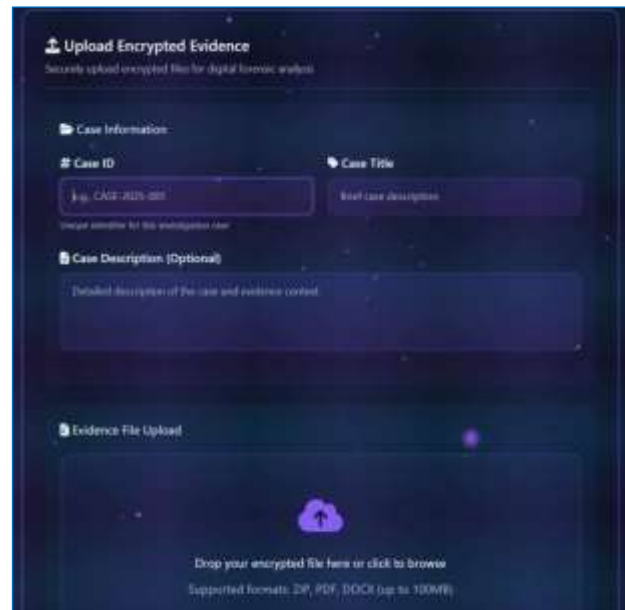 Upload Encrypted Evidence
Securely upload encrypted files for digital forensic analysis
Case Information
# Case ID
Case Title
e.g., CASE-2025-001
Brief case description
Unique identifier for this investigation case
Case Description (Optional)
Detailed description of the case and evidence context
Evidence File Upload
Drop your encrypted file here or click to browse
Supported formats: ZIP, PDF, DOCX (up to 100MB)